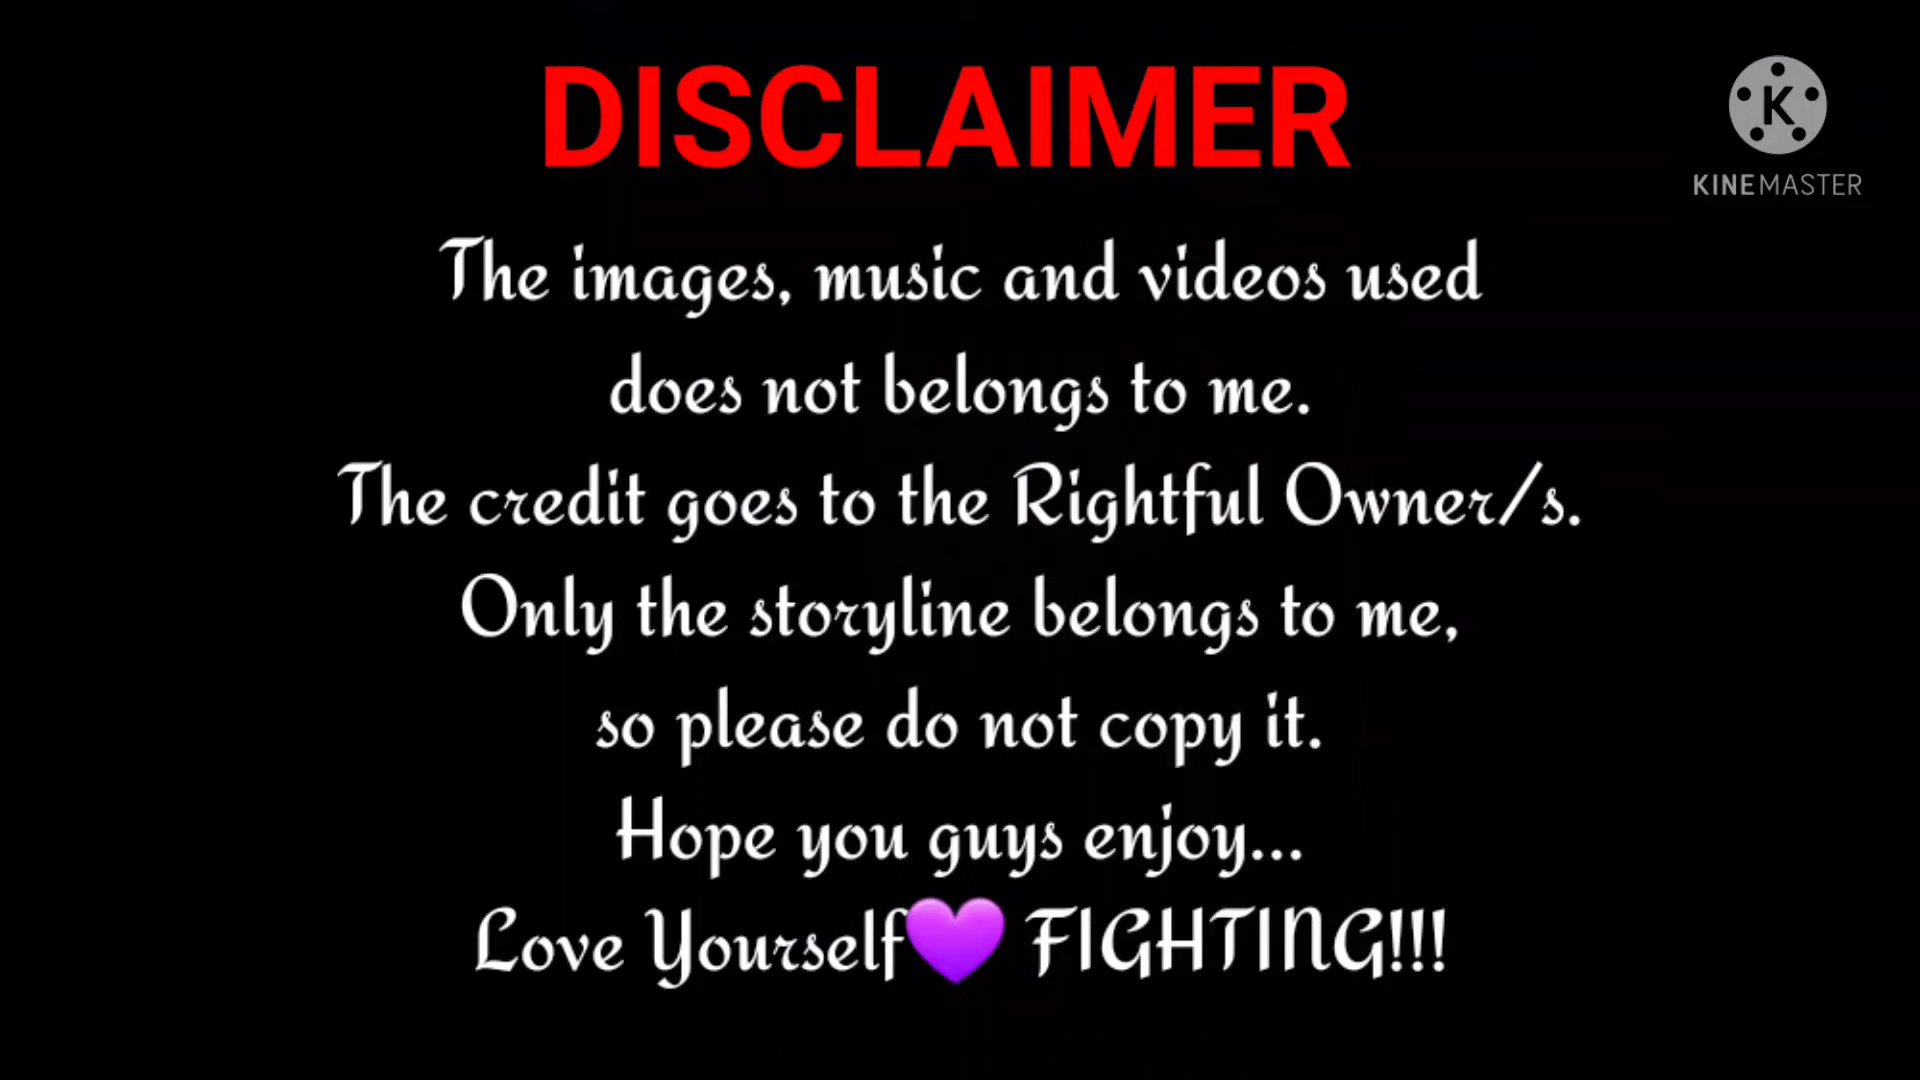 DISCLAIMER
K
KINEMASTER
The images, music and videos used
does not belongs to me.
The credit goes to the Rightful Owner/s.
Only the storyline belongs to me,
so please do not copy it.
Hope you guys enjoy...
Love Yourself💜 FIGHTING!!!